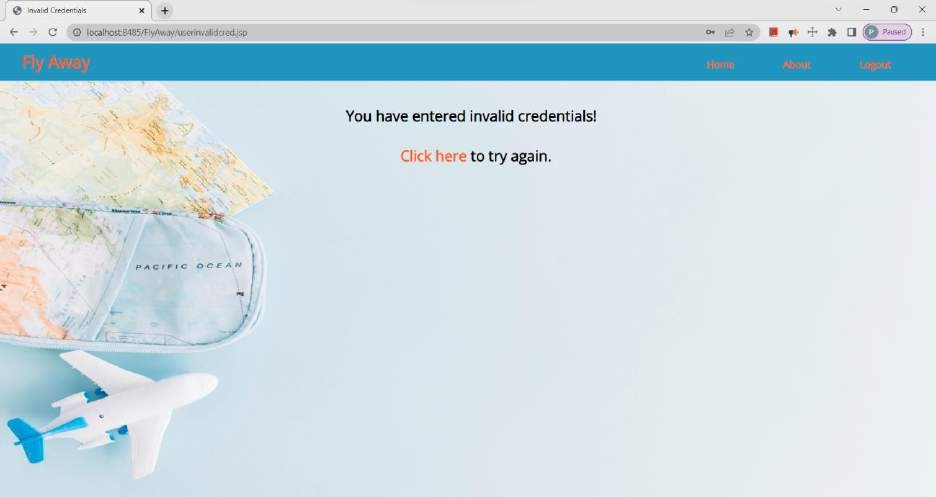 Invalid Credentials
localhost:8485/FlyAway/userinvalidcred.jsp
P Paused
Fly Away
Home About Logout
You have entered invalid credentials!
Click here to try again.
PACIFIC OCEAN